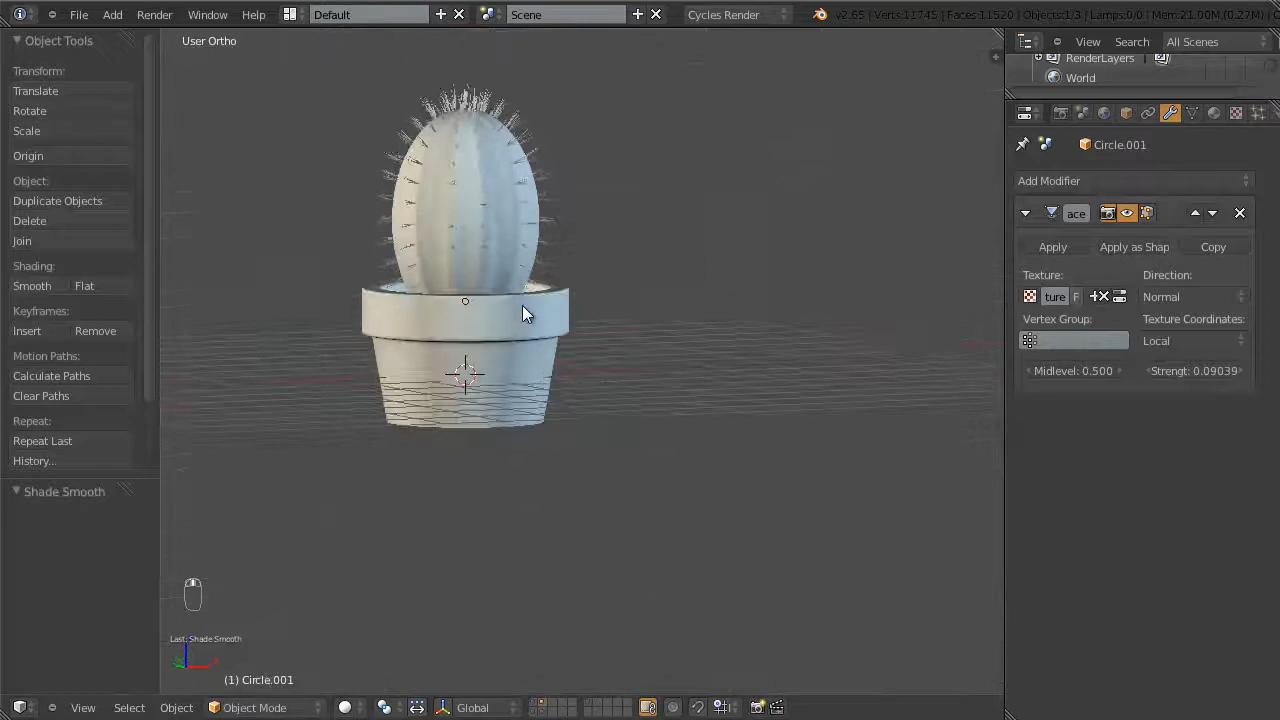 File Add Render Window Help Default Scene Cycles Render v2.65 | Verts:11745 | Faces:11520 | Objects:1/3 | Lamps:0/0 | Mem:21.00M (0.27M) | C
Object Tools
Transform:
Translate
Rotate
Scale
Origin
Object:
Duplicate Objects
Delete
Join
Shading:
Smooth Flat
Keyframes:
Insert Remove
Motion Paths:
Calculate Paths
Clear Paths
Repeat:
Repeat Last
History...
Shade Smooth
User Ortho
Last: Shade Smooth
(1) Circle.001
View Select Object Object Mode Global
View Search All Scenes
RenderLayers
World
Circle.001
Add Modifier
ace
Apply Apply as Shap Copy
Texture: Direction:
ture F Normal
Vertex Group: Texture Coordinates:
Local
Midlevel: 0.500 Strengt: 0.09039